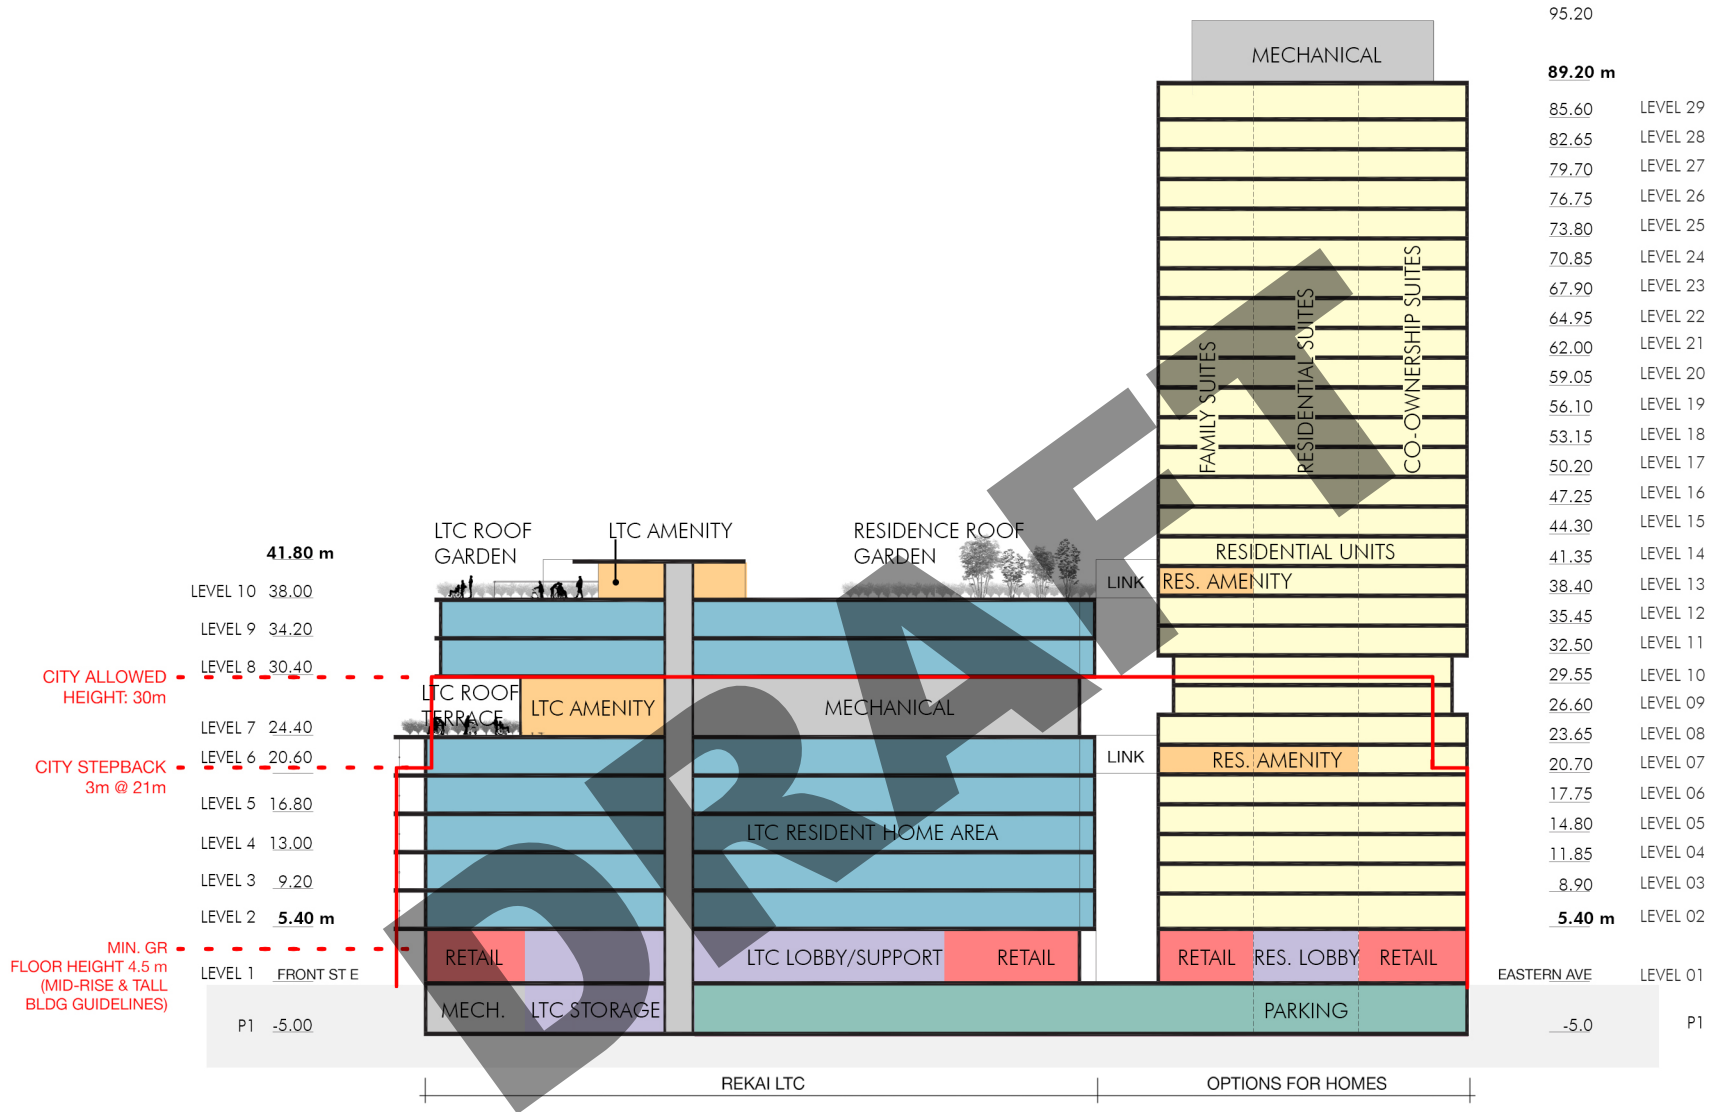 95.20
MECHANICAL
89.20 m
85.60 LEVEL 29
82.65 LEVEL 28
79.70 LEVEL 27
76.75 LEVEL 26
73.80 LEVEL 25
70.85 LEVEL 24
67.90 LEVEL 23
64.95 LEVEL 22
62.00 LEVEL 21
59.05 LEVEL 20
56.10 LEVEL 19
53.15 LEVEL 18
50.20 LEVEL 17
47.25 LEVEL 16
44.30 LEVEL 15
41.35 LEVEL 14
38.40 LEVEL 13
35.45 LEVEL 12
32.50 LEVEL 11
29.55 LEVEL 10
26.60 LEVEL 09
23.65 LEVEL 08
20.70 LEVEL 07
17.75 LEVEL 06
14.80 LEVEL 05
11.85 LEVEL 04
8.90 LEVEL 03
5.40 m LEVEL 02
EASTERN AVE LEVEL 01
-5.0 P1
FAMILY SUITES
RESIDENTIAL SUITES
CO-OWNERSHIP SUITES
RESIDENTIAL UNITS
LINK
RES. AMENITY
LINK
RES. AMENITY
RETAIL
RES. LOBBY
RETAIL
PARKING
LTC ROOF
GARDEN
LTC AMENITY
RESIDENCE ROOF
GARDEN
41.80 m
LEVEL 10 38.00
LEVEL 9 34.20
LEVEL 8 30.40
LEVEL 7 24.40
LEVEL 6 20.60
LEVEL 5 16.80
LEVEL 4 13.00
LEVEL 3 9.20
LEVEL 2 5.40 m
LEVEL 1 FRONT ST E
P1 -5.00
CITY ALLOWED
HEIGHT: 30m
CITY STEPBACK
3m @ 21m
MIN. GR
FLOOR HEIGHT 4.5 m
(MID-RISE & TALL
BLDG GUIDELINES)
LTC ROOF
TERRACE
LTC AMENITY
MECHANICAL
LTC RESIDENT HOME AREA
RETAIL
LTC LOBBY/SUPPORT
RETAIL
MECH.
LTC STORAGE
REKAI LTC
OPTIONS FOR HOMES
DRAFT